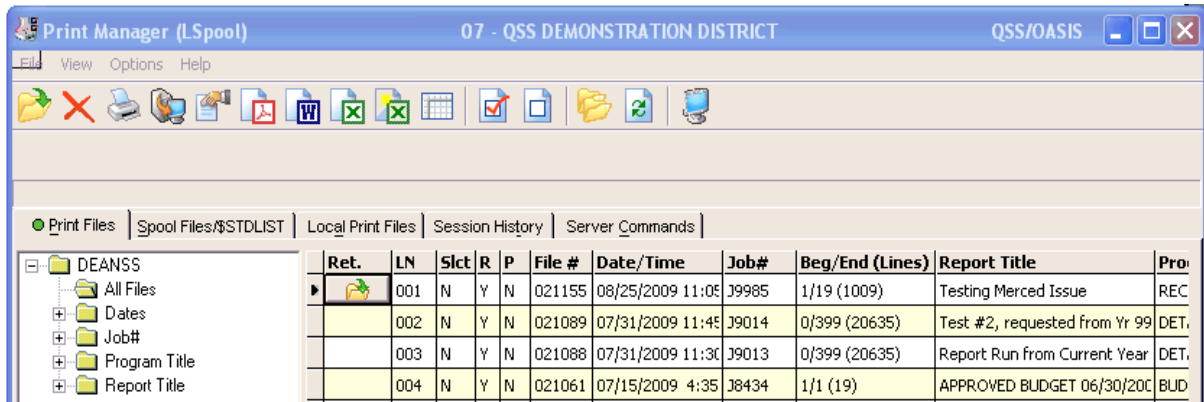 Print Manager (LSpool) 07 - QSS DEMONSTRATION DISTRICT QSS/OASIS
File View Options Help
Print Files Spool Files/$STDLIST Local Print Files Session History Server Commands
DEANSS
All Files
Dates
Job#
Program Title
Report Title
Ret. LN Slct R P File # Date/Time Job# Beg/End (Lines) Report Title
001 N Y N 021155 08/25/2009 11:05 J9985 1/19 (1009) Testing Merced Issue REC
002 N Y N 021089 07/31/2009 11:45 J9014 0/399 (20635) Test #2, requested from Yr 99 DET
003 N Y N 021088 07/31/2009 11:30 J9013 0/399 (20635) Report Run from Current Year DET
004 N Y N 021061 07/15/2009 4:35 J8434 1/1 (19) APPROVED BUDGET BUD